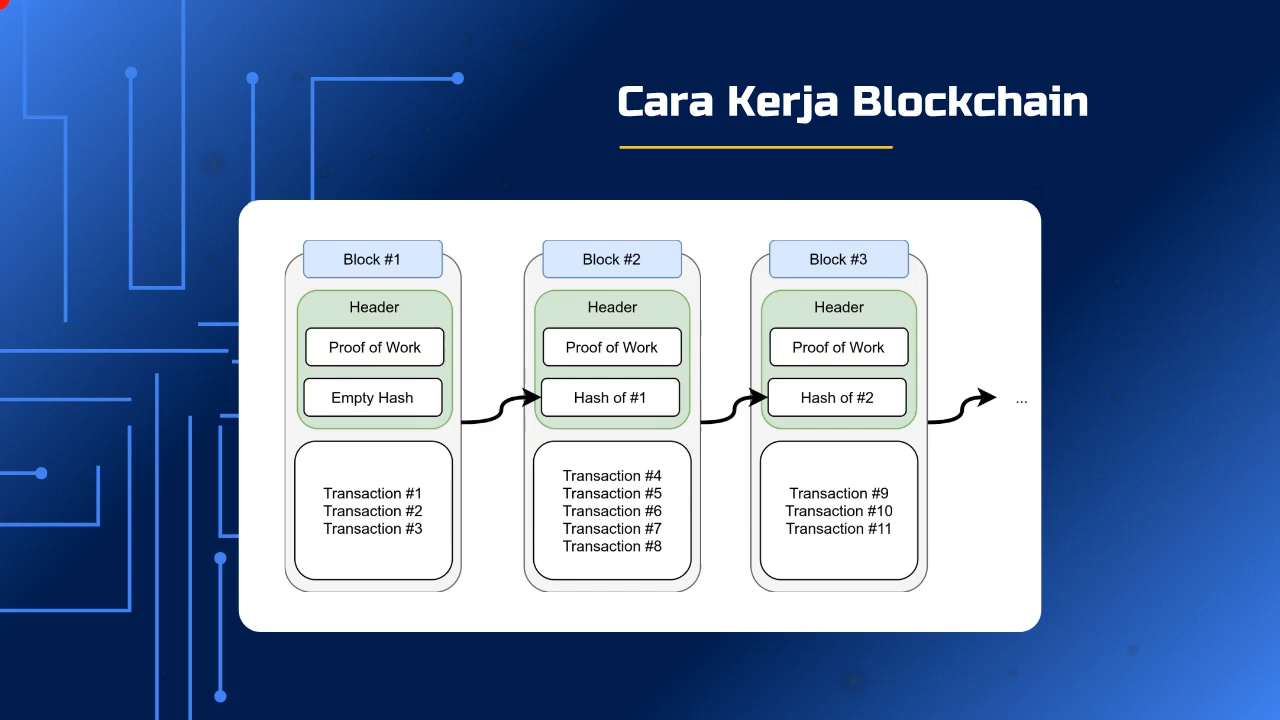 Cara Kerja Blockchain
Block #1
Header
Proof of Work
Empty Hash
Transaction #1
Transaction #2
Transaction #3
Block #2
Header
Proof of Work
Hash of #1
Transaction #4
Transaction #5
Transaction #6
Transaction #7
Transaction #8
Block #3
Header
Proof of Work
Hash of #2
Transaction #9
Transaction #10
Transaction #11
...